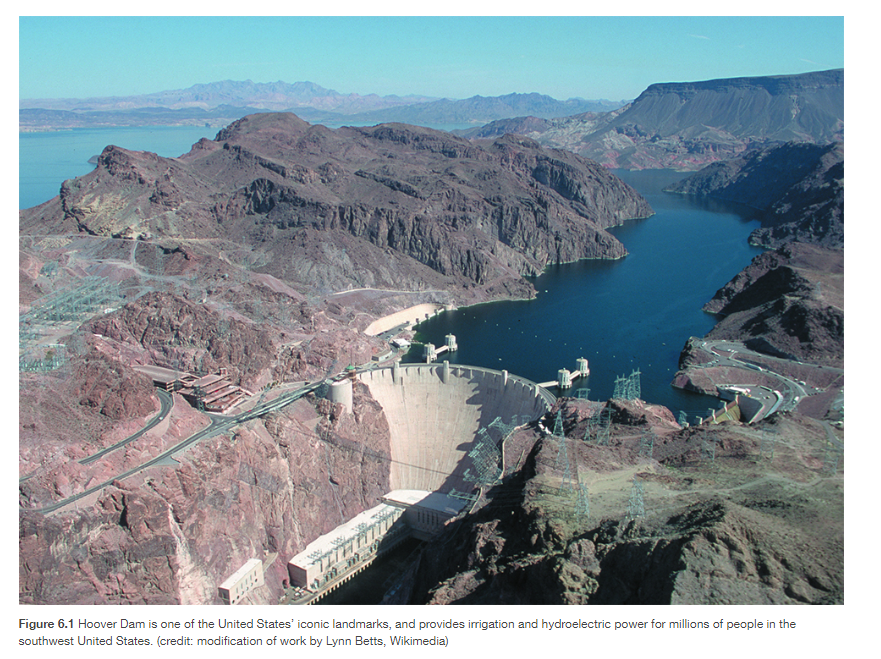 Figure 6.1 Hoover Dam is one of the United States’ iconic landmarks, and provides irrigation and hydroelectric power for millions of people in the
southwest United States. (credit: modification of work by Lynn Betts, Wikimedia)